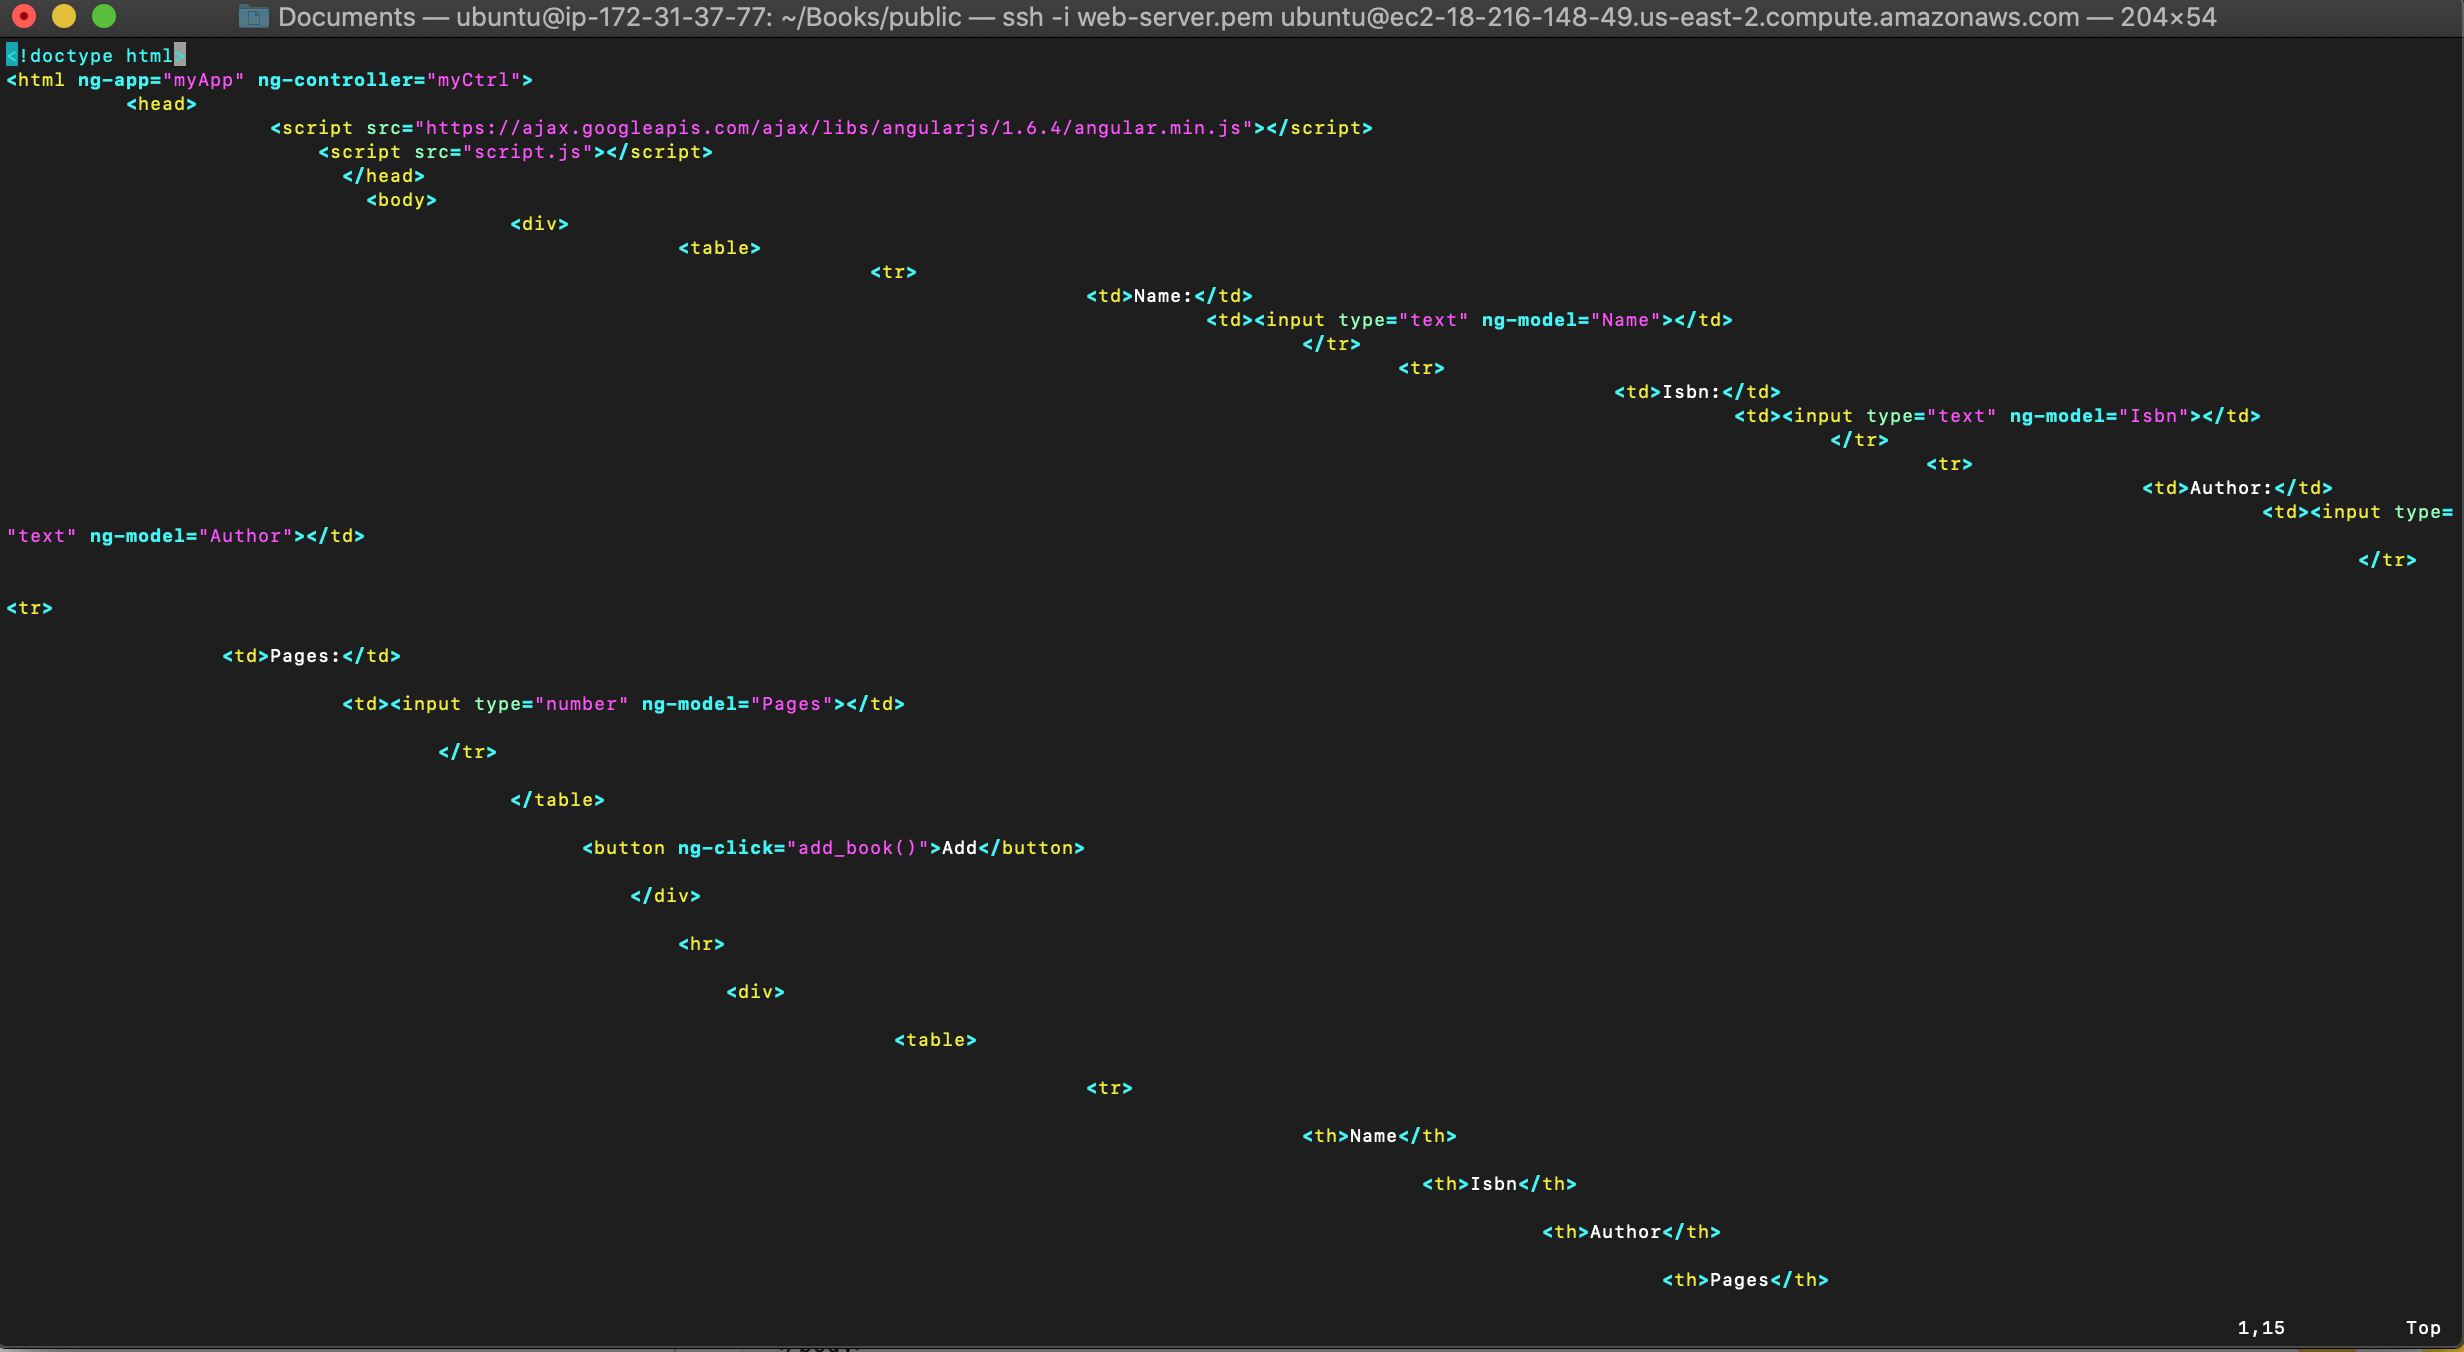 Documents — ubuntu@ip-172-31-37-77: ~/Books/public — ssh -i web-server.pem ubuntu@ec2-18-216-148-49.us-east-2.compute.amazonaws.com — 204×54
<!doctype html>
<html ng-app="myApp" ng-controller="myCtrl">
<head>
<script src="https://ajax.googleapis.com/ajax/libs/angularjs/1.6.4/angular.min.js"></script>
<script src="script.js"></script>
</head>
<body>
<div>
<table>
<tr>
<td>Name:</td>
<td><input type="text" ng-model="Name"></td>
</tr>
<tr>
<td>Isbn:</td>
<td><input type="text" ng-model="Isbn"></td>
</tr>
<tr>
<td>Author:</td>
<td><input type=
"text" ng-model="Author"></td>
</tr>
<tr>
<td>Pages:</td>
<td><input type="number" ng-model="Pages"></td>
</tr>
</table>
<button ng-click="add_book()">Add</button>
</div>
<hr>
<div>
<table>
<tr>
<th>Name</th>
<th>Isbn</th>
<th>Author</th>
<th>Pages</th>
1,15 Top